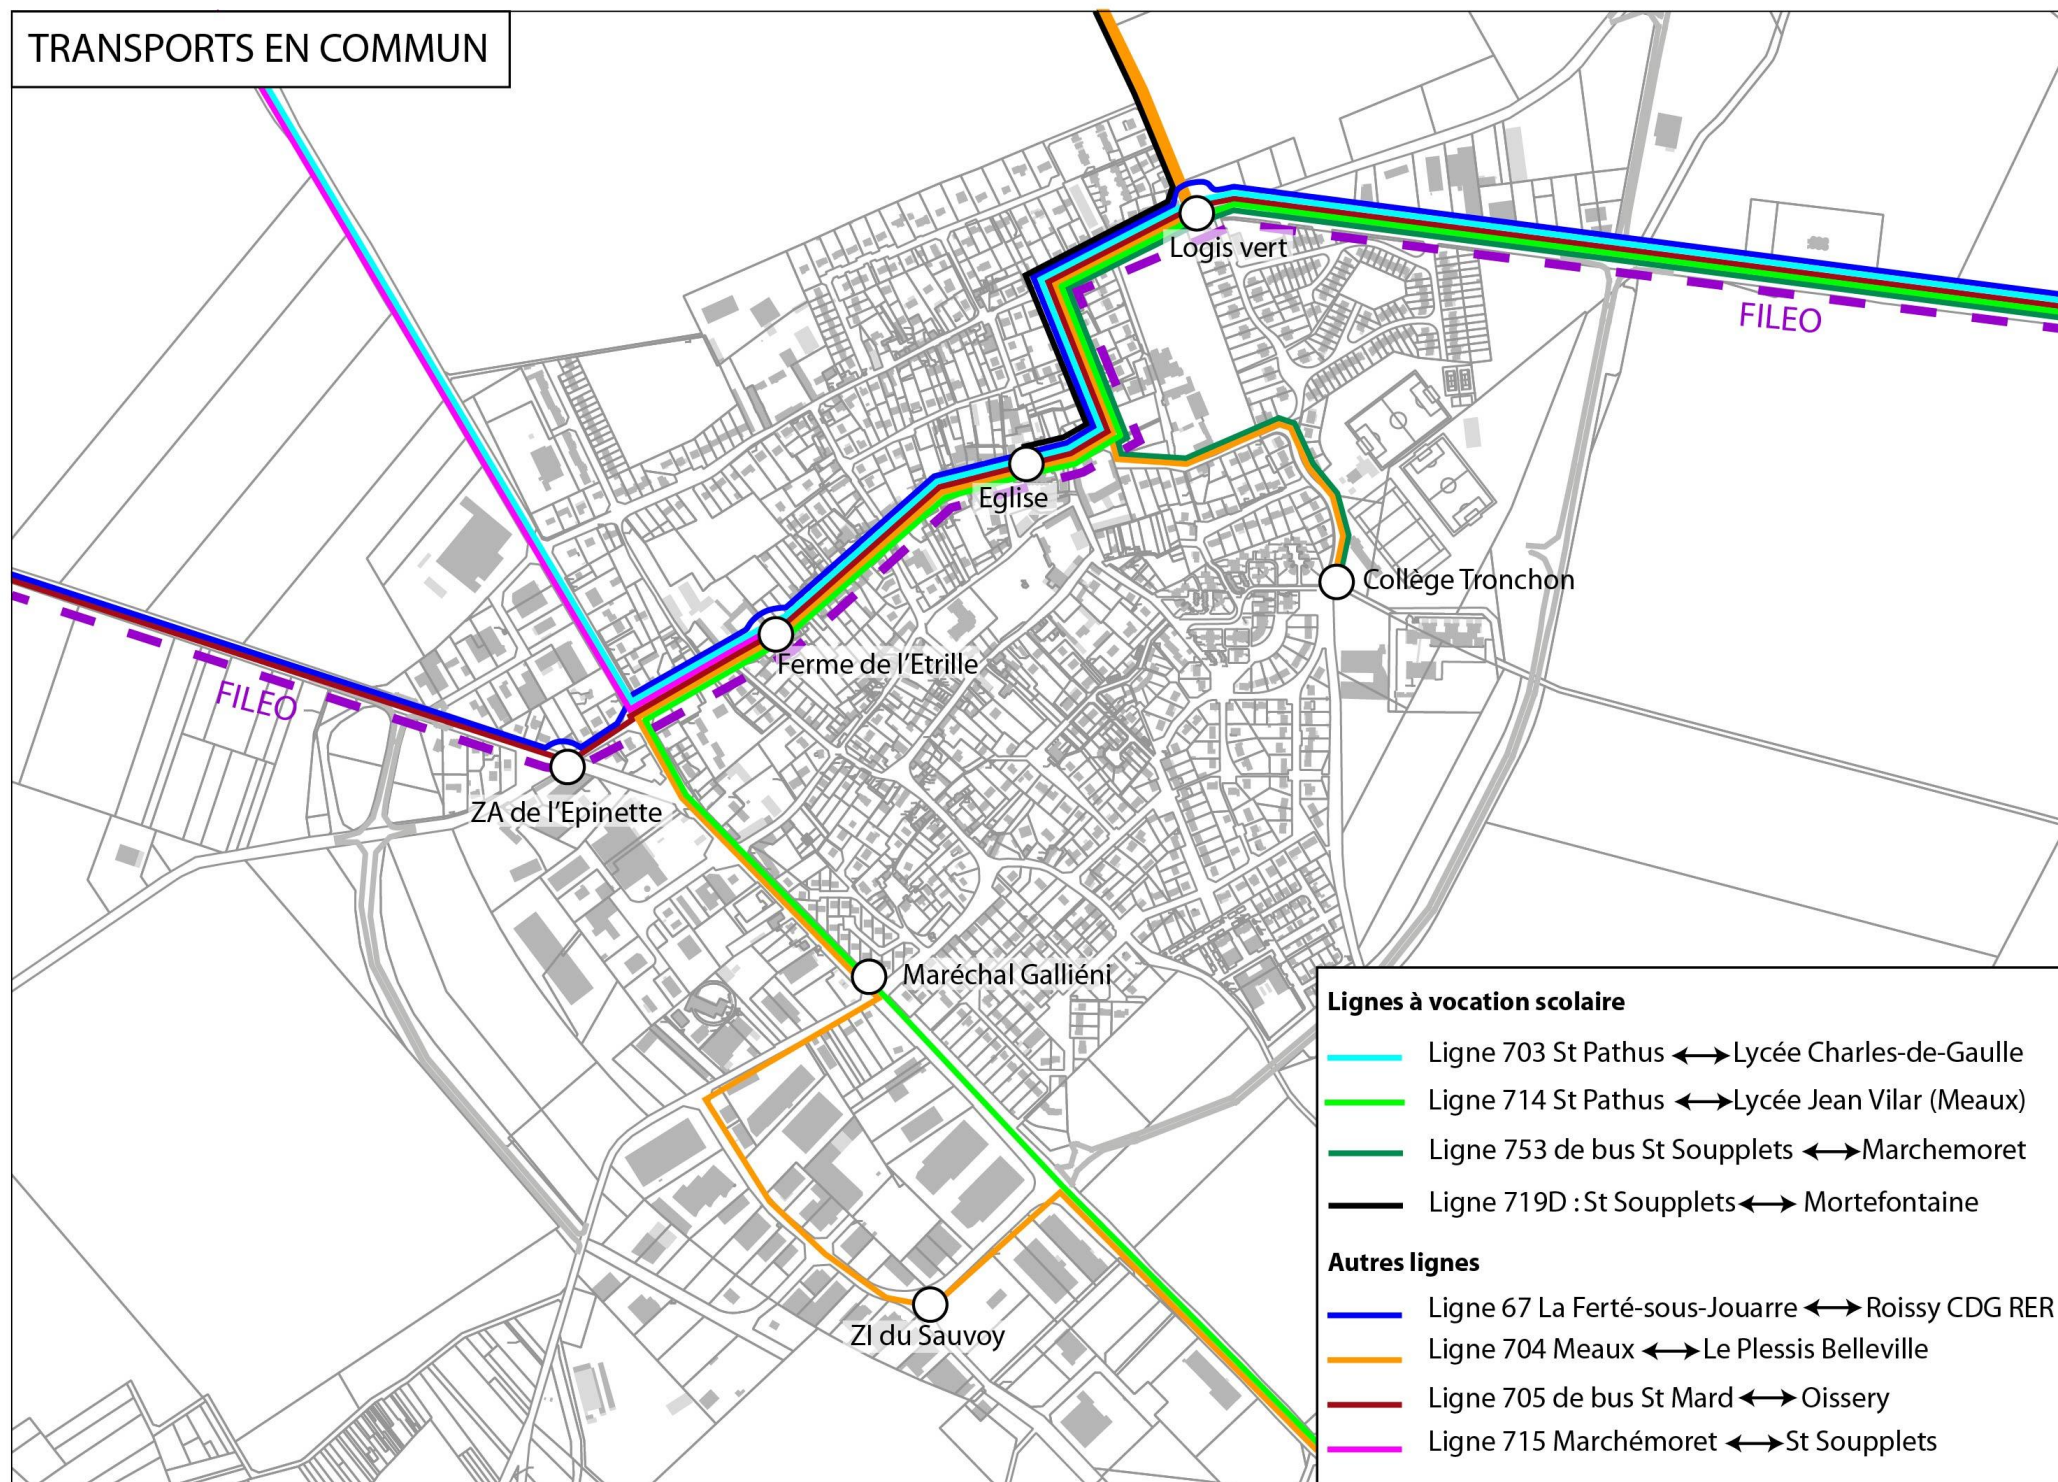 TRANSPORTS EN COMMUN
Logis vert
FILEO
Eglise
Collège Tronchon
Ferme de l'Etrille
FILEO
ZA de l'Epinette
Maréchal Galliéni
ZI du Sauvoy
Lignes à vocation scolaire
Ligne 703 St Pathus ↔ Lycée Charles-de-Gaulle
Ligne 714 St Pathus ↔ Lycée Jean Vilar (Meaux)
Ligne 753 de bus St Soupplets ↔ Marchemoret
Ligne 719D : St Soupplets ↔ Mortefontaine
Autres lignes
Ligne 67 La Ferté-sous-Jouarre ↔ Roissy CDG RER
Ligne 704 Meaux ↔ Le Plessis Belleville
Ligne 705 de bus St Mard ↔ Oissery
Ligne 715 Marchémoret ↔ St Soupplets